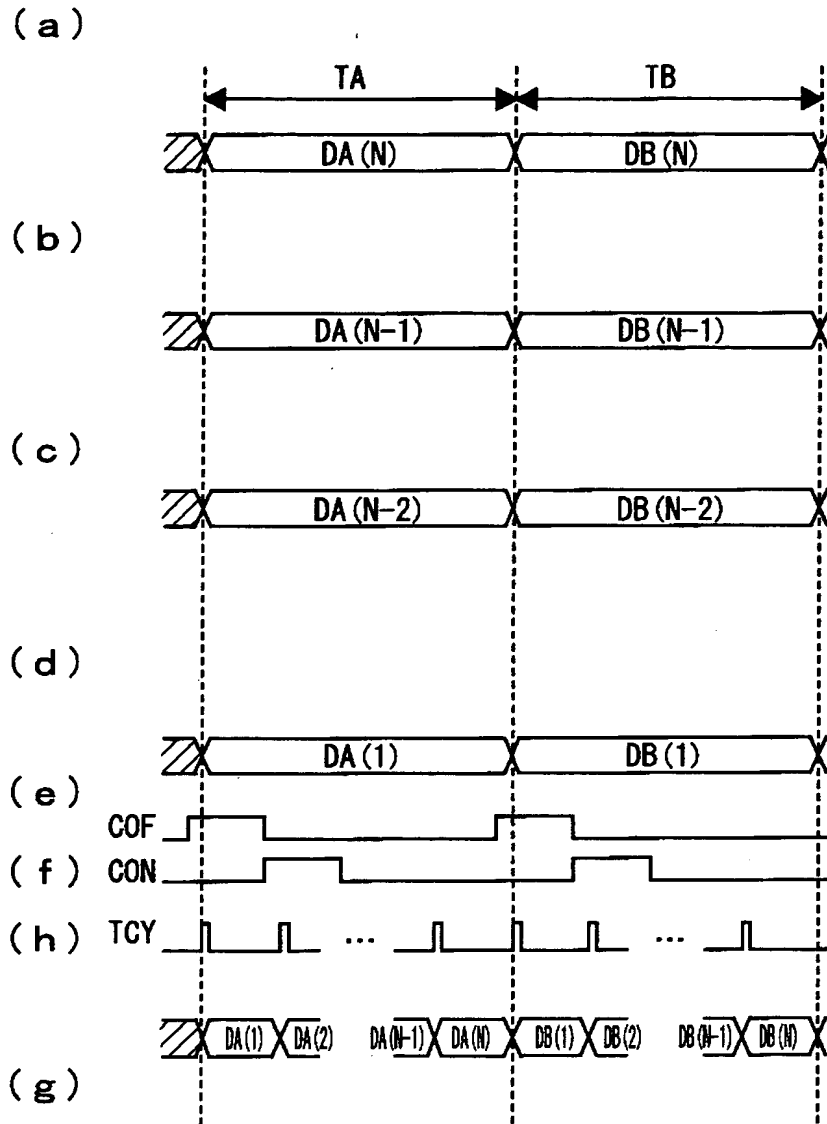 (a)
TA TB
DA(N) DB(N)
(b)
DA(N-1) DB(N-1)
(c)
DA(N-2) DB(N-2)
(d)
DA(1) DB(1)
(e)
COF
(f) CON
(h) TCY ... ...
DA(1) DA(2) DA(N-1) DA(N) DB(1) DB(2) DB(N-1) DB(N)
(g)